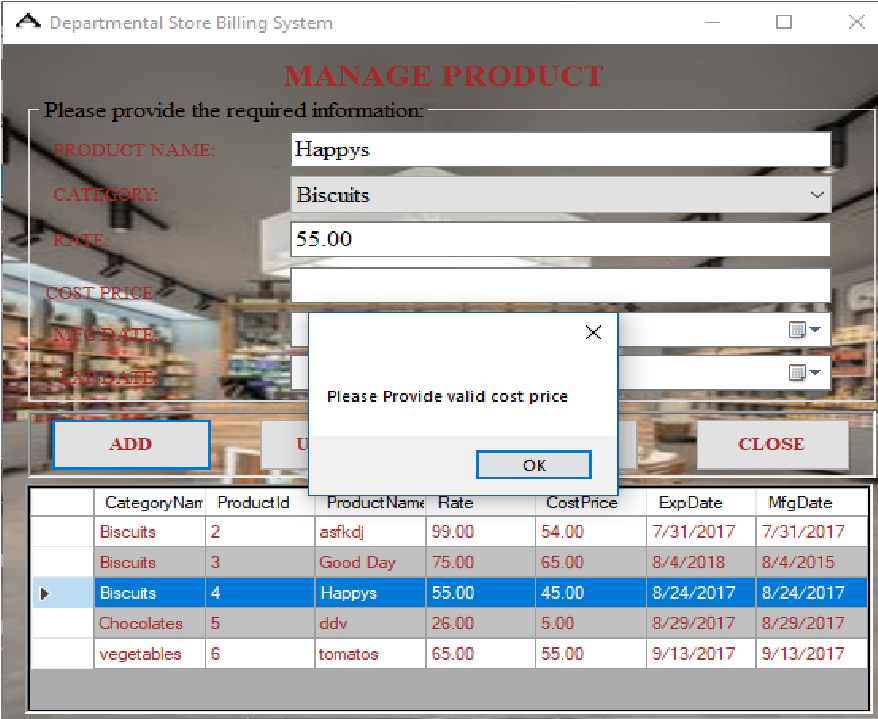 Departmental Store Billing System
MANAGE PRODUCT
Please provide the required information:
PRODUCT NAME: Happys
CATEGORY: Biscuits
RATE: 55.00
COST PRICE:
MFG DATE:
EXP DATE:
Please Provide valid cost price
OK
ADD U CLOSE
CategoryNam ProductId ProductName Rate CostPrice ExpDate MfgDate
Biscuits 2 asfkdj 99.00 54.00 7/31/2017 7/31/2017
Biscuits 3 Good Day 75.00 65.00 8/4/2018 8/4/2015
Biscuits 4 Happys 55.00 45.00 8/24/2017 8/24/2017
Chocolates 5 ddv 26.00 5.00 8/29/2017 8/29/2017
vegetables 6 tomatos 65.00 55.00 9/13/2017 9/13/2017